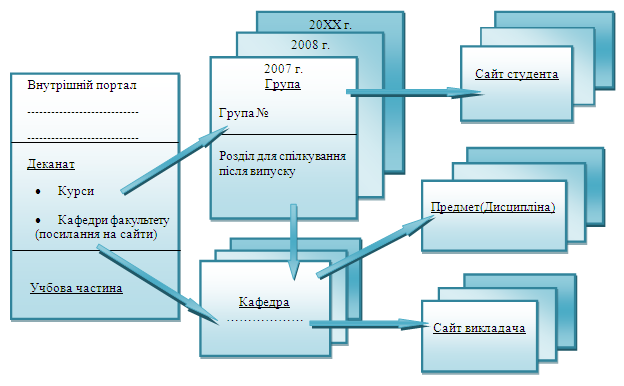 Внутрішній портал
----------------------------
----------------------------
Деканат
• Курси
• Кафедри факультету
(посилання на сайти)
Учбова частина
20XX г.
2008 г.
2007 г.
Група
Група №
Розділ для спілкування
після випуску
Кафедра
………………
Сайт студента
Предмет(Дисципліна)
Сайт викладача